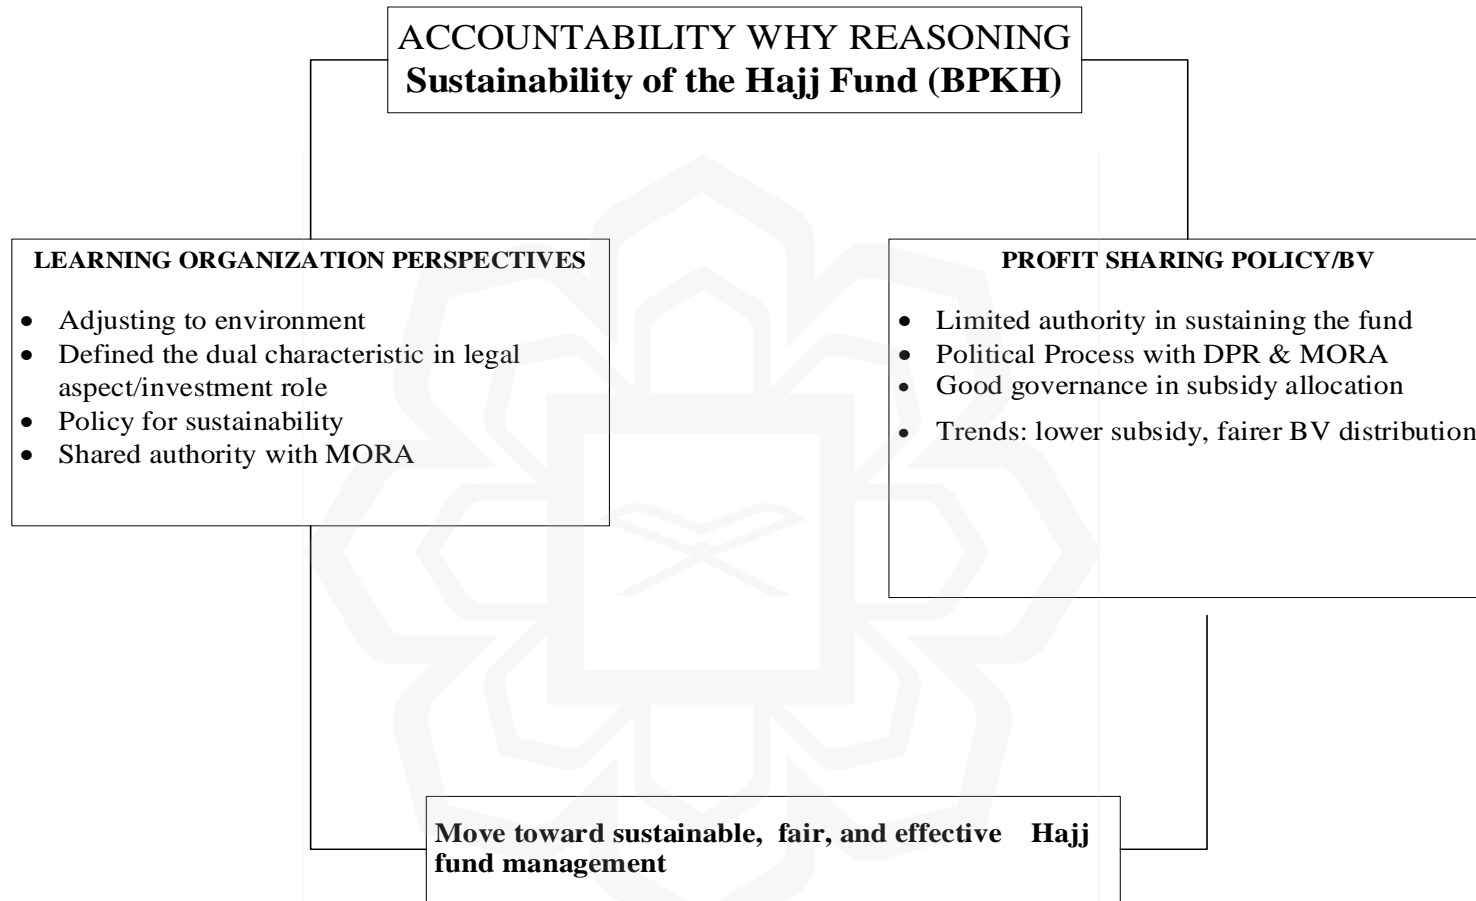 ACCOUNTABILITY WHY REASONING
Sustainability of the Hajj Fund (BPKH)
LEARNING ORGANIZATION PERSPECTIVES
• Adjusting to environment
• Defined the dual characteristic in legal
aspect/investment role
• Policy for sustainability
• Shared authority with MORA
PROFIT SHARING POLICY/BV
• Limited authority in sustaining the fund
• Political Process with DPR & MORA
• Good governance in subsidy allocation
• Trends: lower subsidy, fairer BV distribution
Move toward sustainable, fair, and effective Hajj
fund management